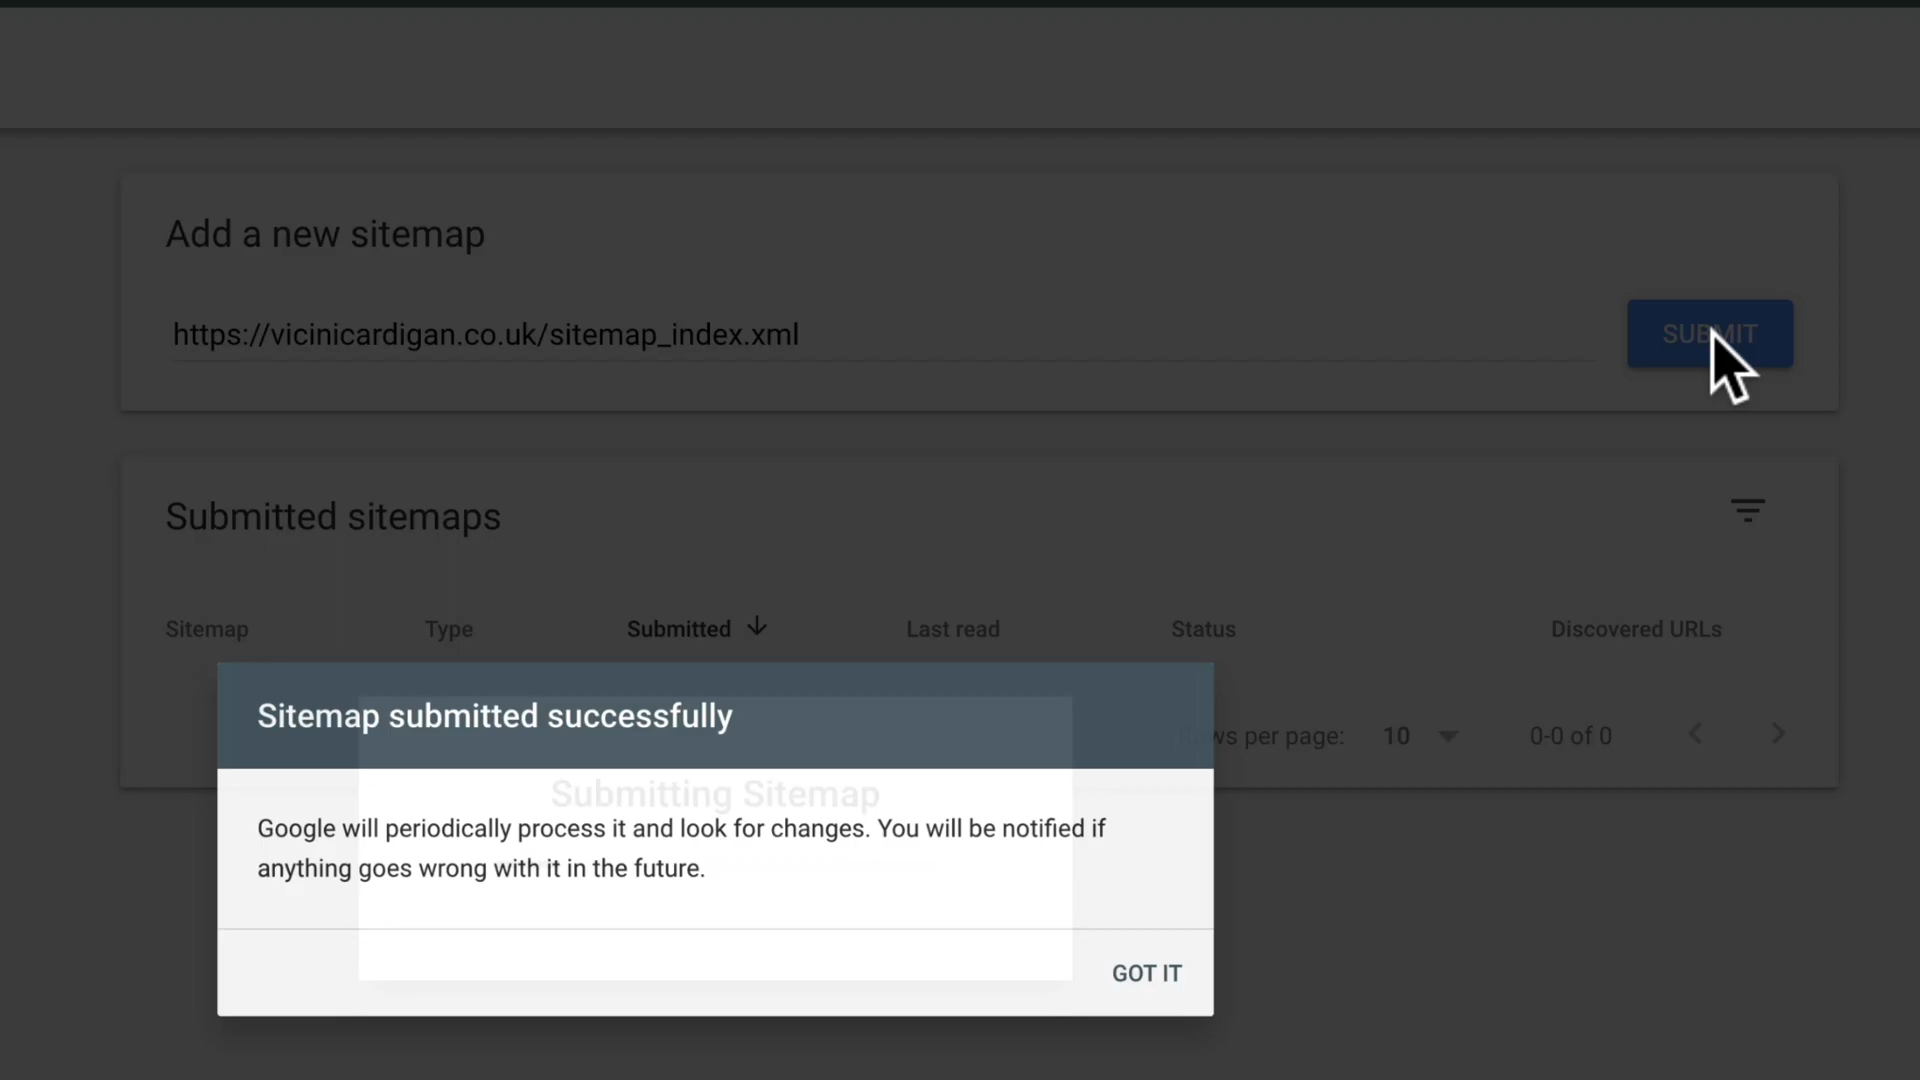 Add a new sitemap
https://vicinicardigan.co.uk/sitemap_index.xml
SUBMIT
Submitted sitemaps
Sitemap Type Submitted Last read Status Discovered URLs
Sitemap submitted successfully
Rows per page: 10 0-0 of 0
Submitting Sitemap
Google will periodically process it and look for changes. You will be notified if
anything goes wrong with it in the future.
GOT IT